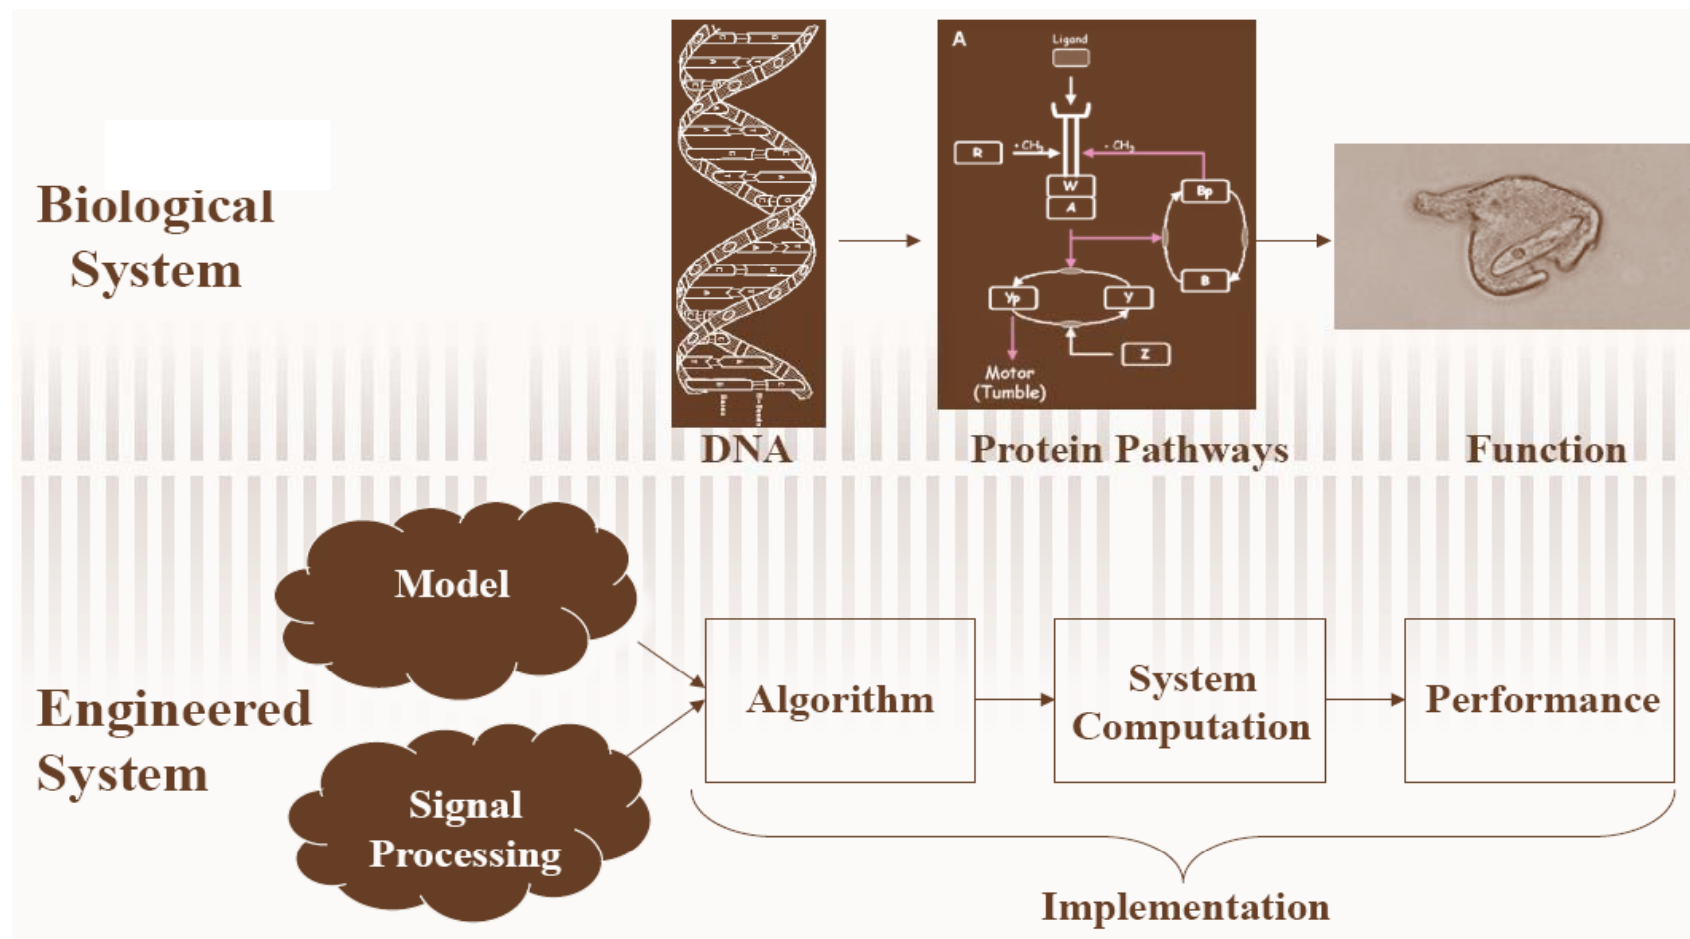 Biological
System
A
Ligand
R
+ CH3
- CH3
W
A
Bp
B
Yp
Y
Z
Motor
(Tumble)
DNA
Protein Pathways
Function
Engineered
System
Model
Signal
Processing
Algorithm
System
Computation
Performance
Implementation